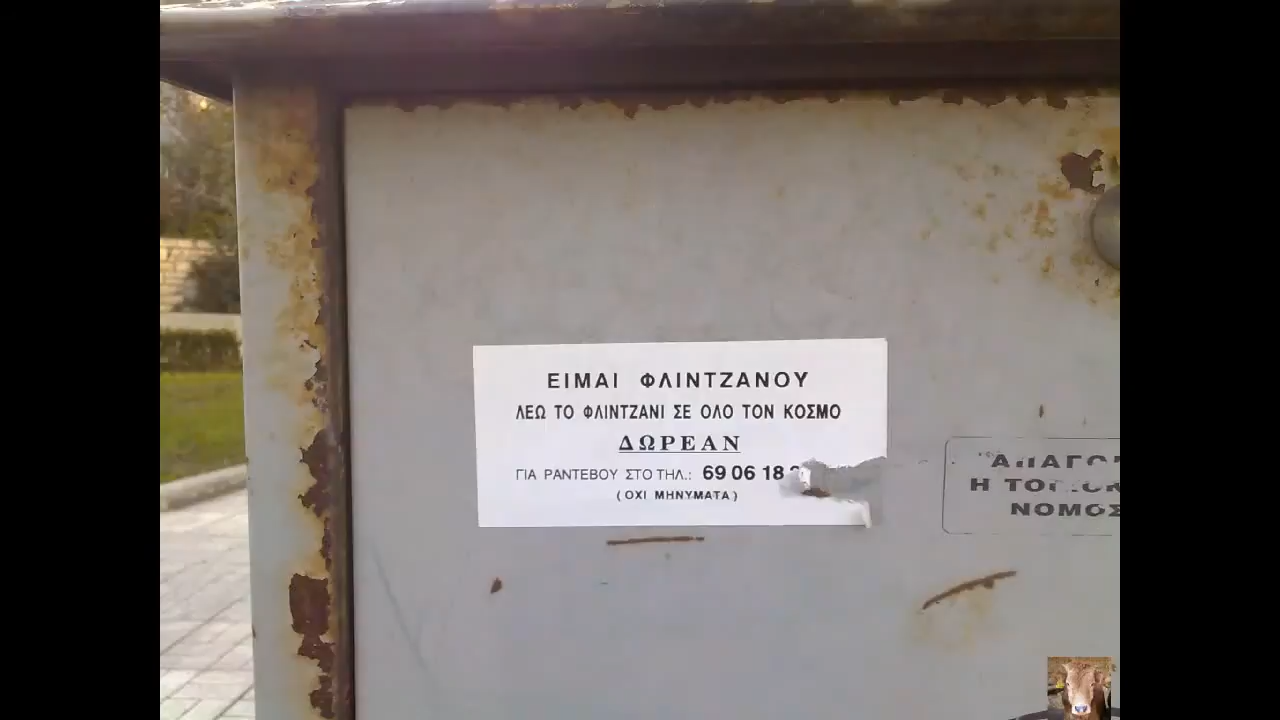 ΕΙΜΑΙ ΦΛΙΝΤΖΑΝΟΥ
ΛΕΩ ΤΟ ΦΛΙΝΤΖΑΝΙ ΣΕ ΟΛΟ ΤΟΝ ΚΟΣΜΟ
ΔΩΡΕΑΝ
ΓΙΑ ΡΑΝΤΕΒΟΥ ΣΤΟ ΤΗΛ.: 69 06 18
(ΟΧΙ ΜΗΝΥΜΑΤΑ)
Η
ΝΟΜΟΣ